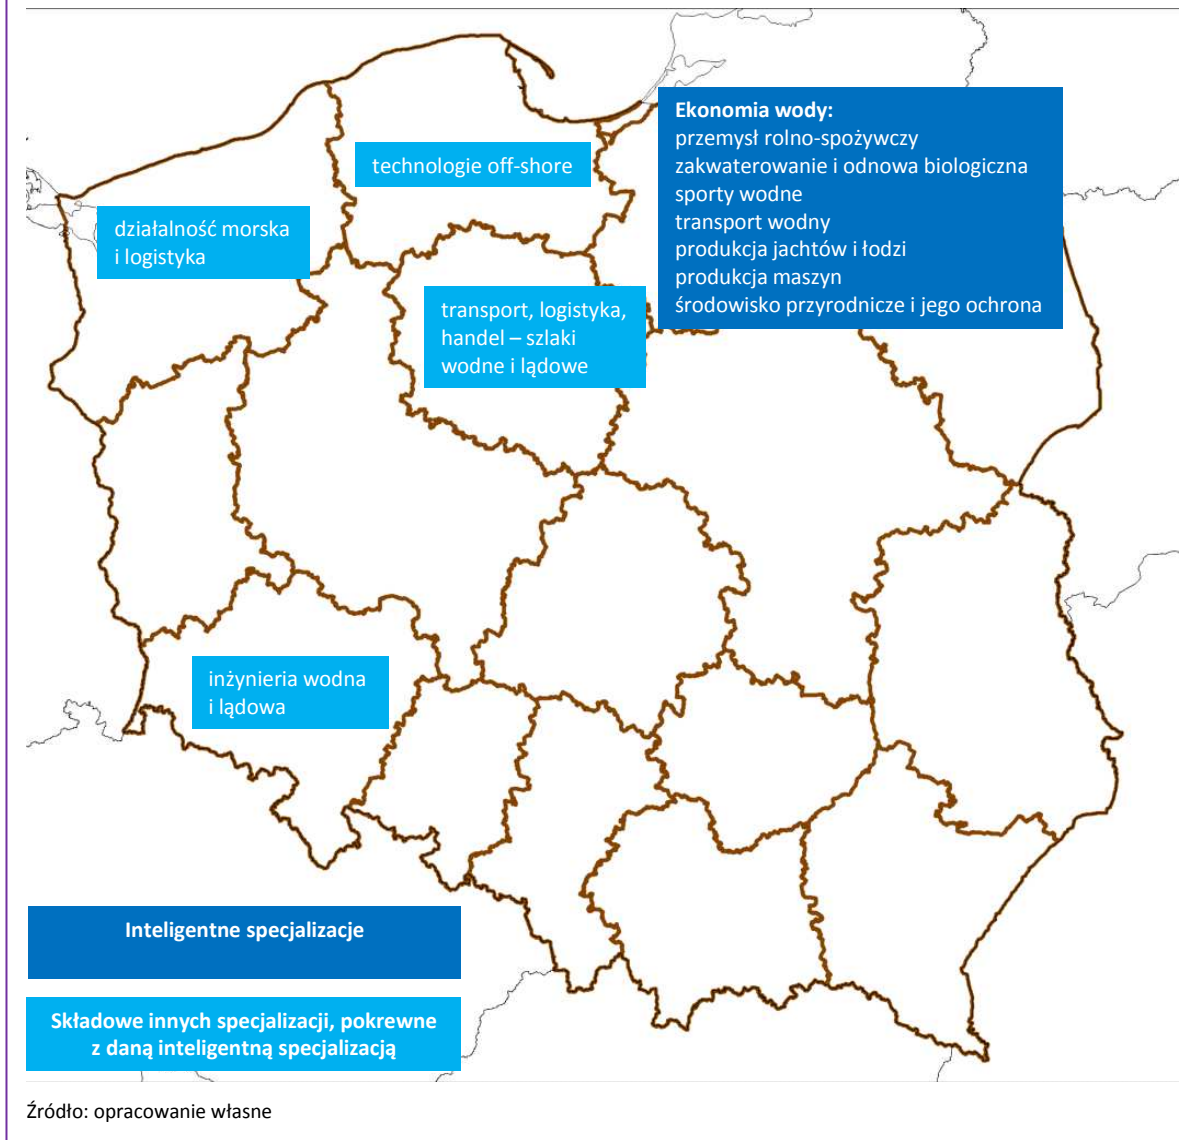 Ekonomia wody:
przemysł rolno-spożywczy
zakwaterowanie i odnowa biologiczna
sporty wodne
transport wodny
produkcja jachtów i łodzi
produkcja maszyn
środowisko przyrodnicze i jego ochrona
technologie off-shore
działalność morska
i logistyka
transport, logistyka,
handel – szlaki
wodne i lądowe
inżynieria wodna
i lądowa
Inteligentne specjalizacje
Składowe innych specjalizacji, pokrewne
z daną inteligentną specjalizacją
Źródło: opracowanie własne